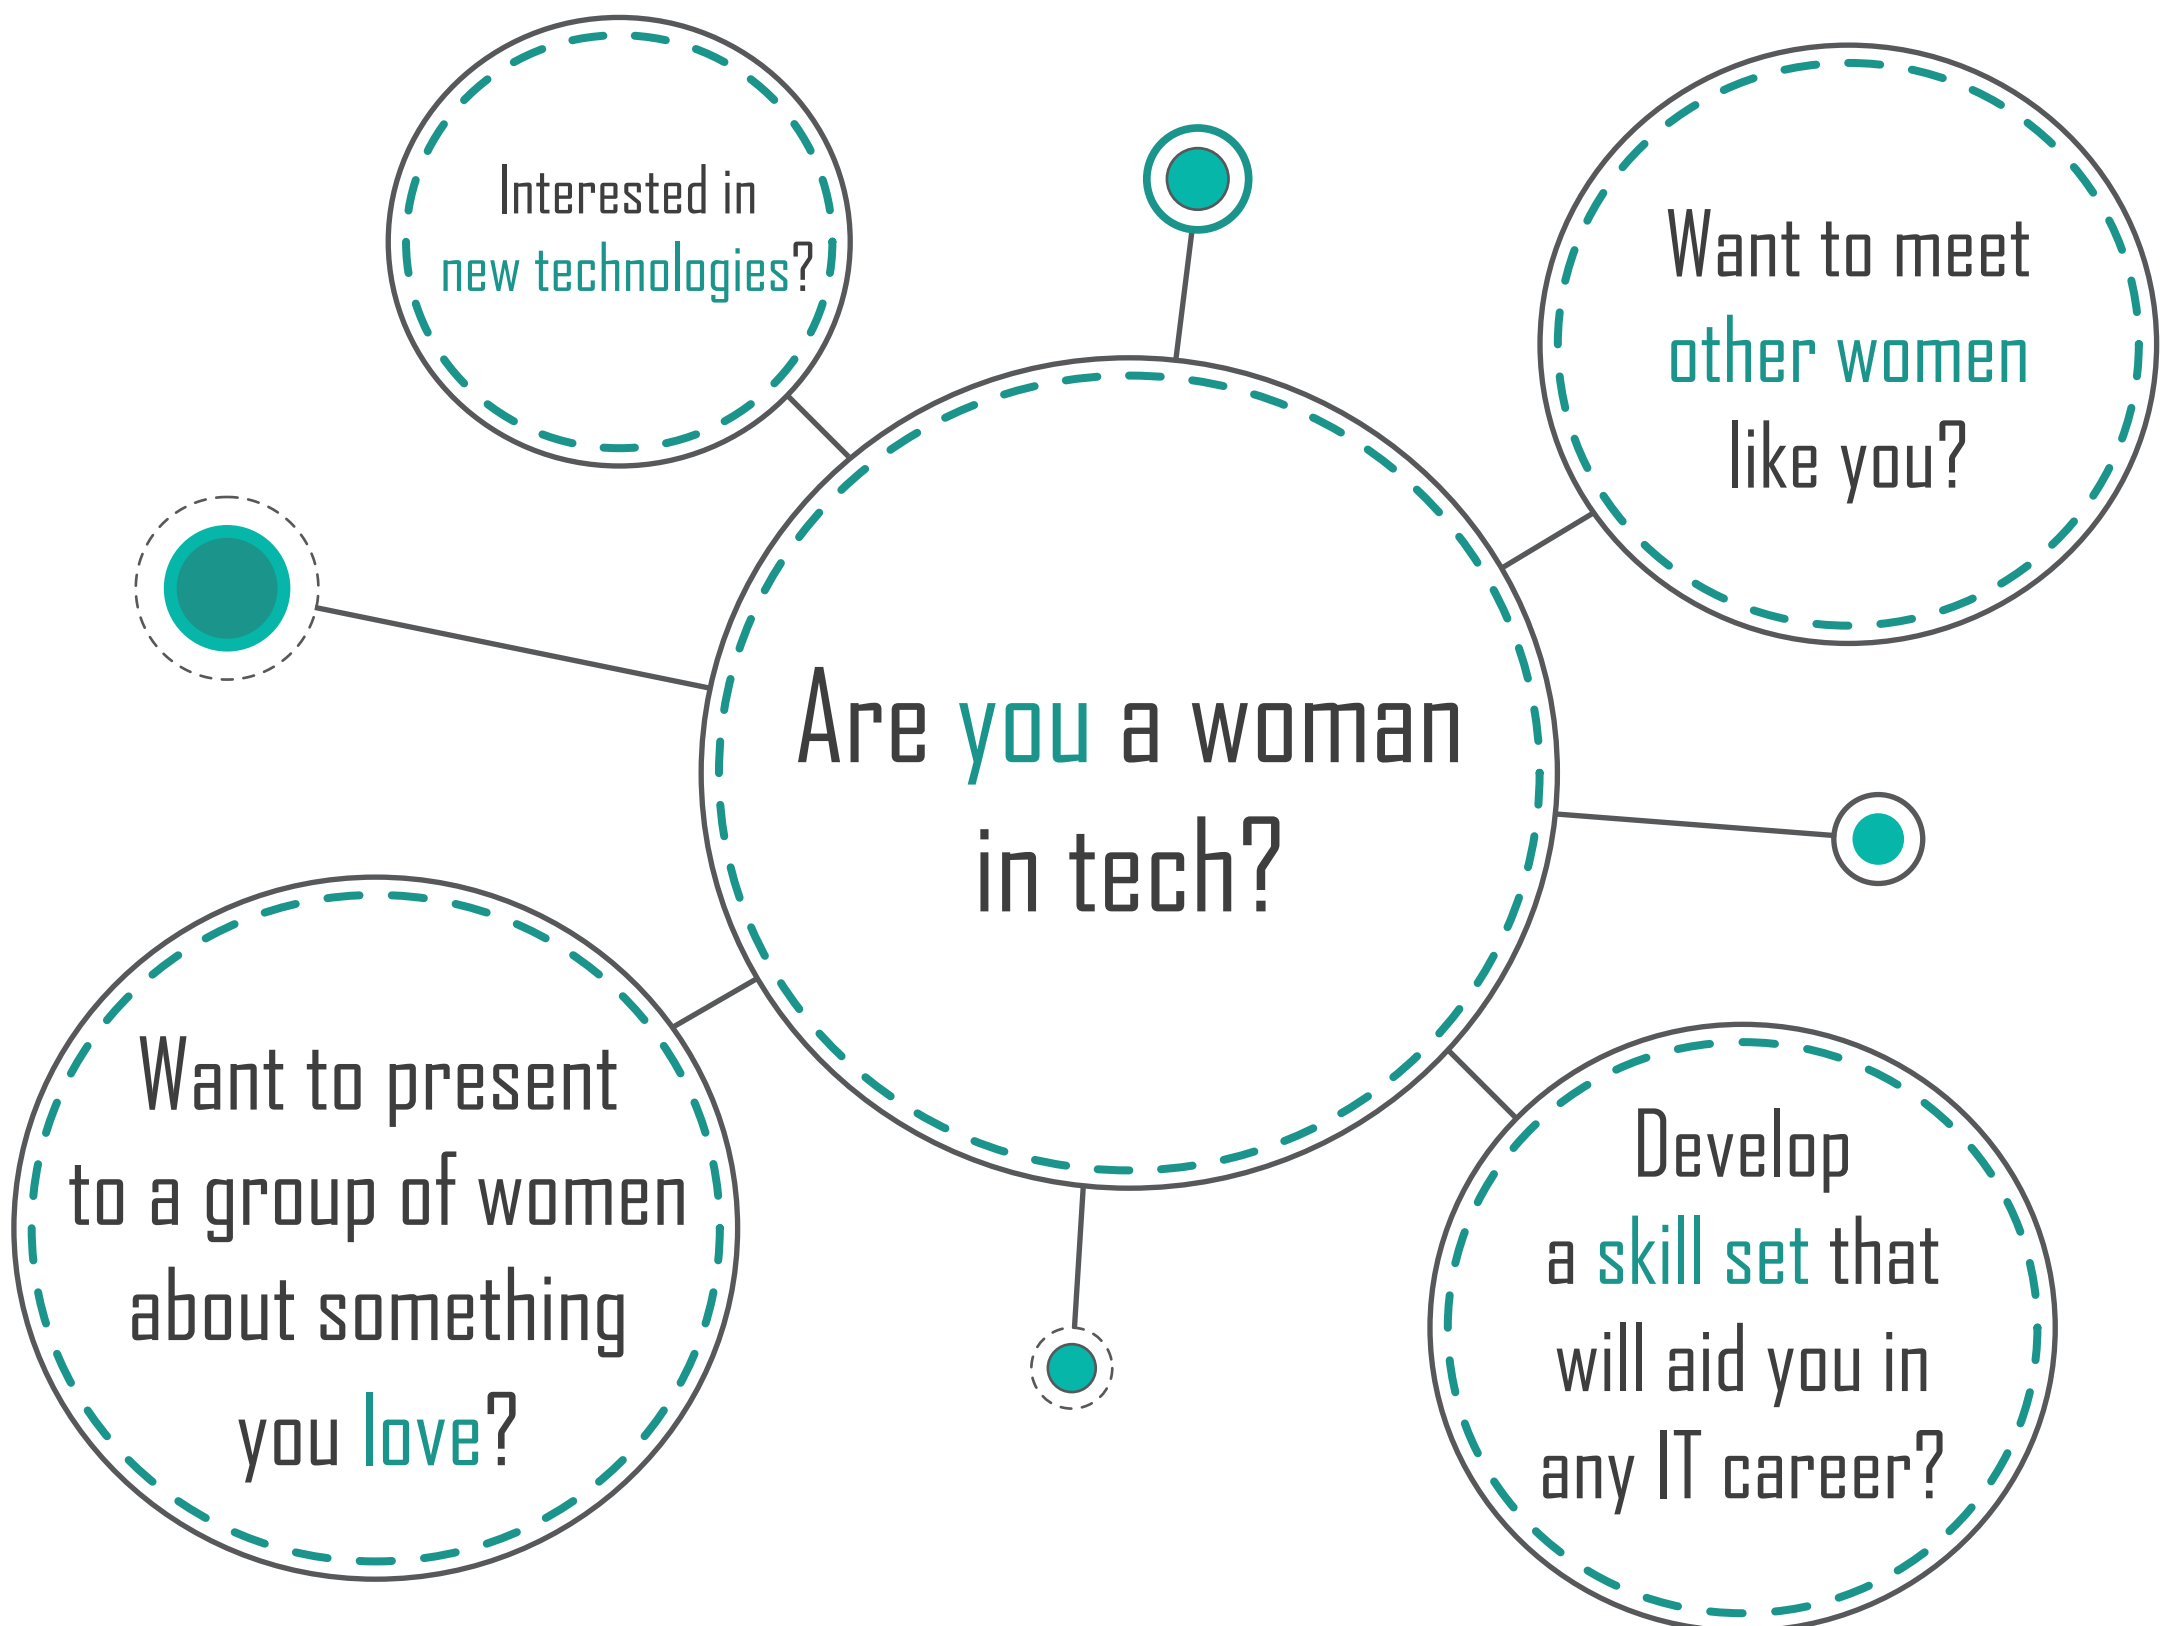 Interested in
new technologies?
Want to meet
other women
like you?
Are you a woman
in tech?
Want to present
to a group of women
about something
you love?
Develop
a skill set that
will aid you in
any IT career?